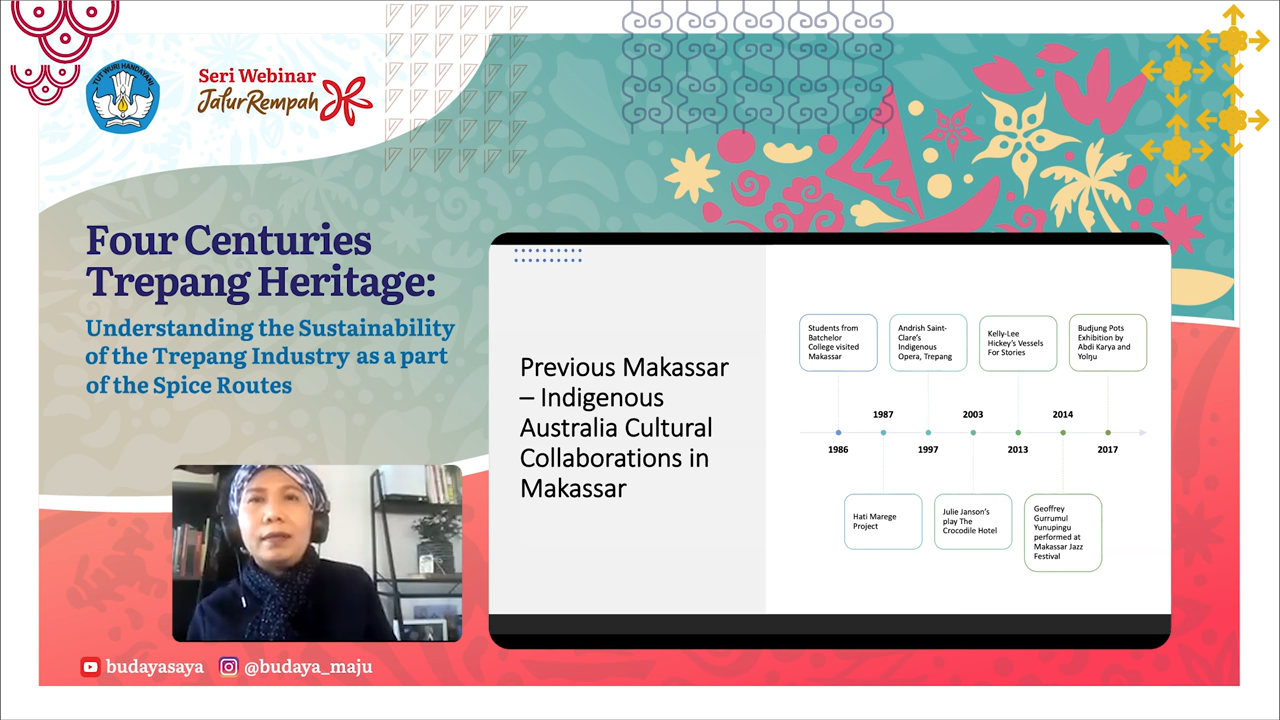 TUT WURI HANDAYANI
Seri Webinar
Jalur Rempah
Four Centuries
Trepang Heritage:
Understanding the Sustainability
of the Trepang Industry as a part
of the Spice Routes
Previous Makassar
– Indigenous
Australia Cultural
Collaborations in
Makassar
Students from
Batchelor
College visited
Makassar
Andrish Saint-
Clare's
Indigenous
Opera, Trepang
Kelly-Lee
Hickey's Vessels
For Stories
Budjung Pots
Exhibition by
Abdi Karya and
Yolŋu
1987
2003
2014
1986
1997
2013
2017
Hati Marege
Project
Julie Janson's
play The
Crocodile Hotel
Geoffrey
Gurrumul
Yunupingu
performed at
Makassar Jazz
Festival
budayasaya
@budaya_maju